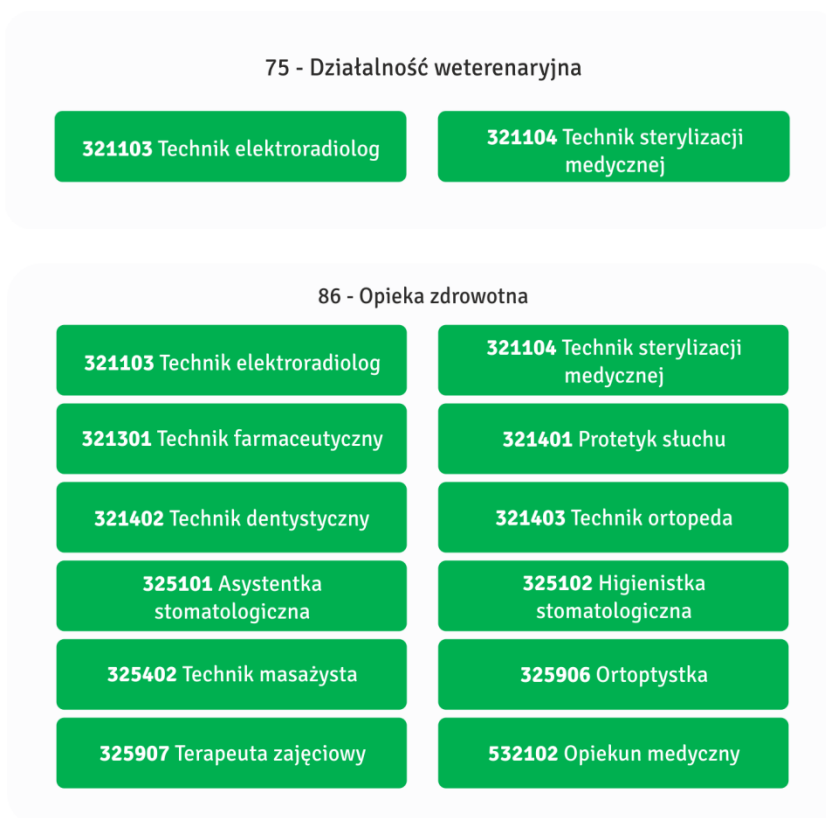 75 - Działalność weterenaryjna
321103 Technik elektroradiolog
321104 Technik sterylizacji
medycznej
86 - Opieka zdrowotna
321103 Technik elektroradiolog
321104 Technik sterylizacji
medycznej
321301 Technik farmaceutyczny
321401 Protetyk słuchu
321402 Technik dentystyczny
321403 Technik ortopeda
325101 Asystentka
stomatologiczna
325102 Higienistka
stomatologiczna
325402 Technik masażysta
325906 Ortoptystka
325907 Terapeuta zajęciowy
532102 Opiekun medyczny